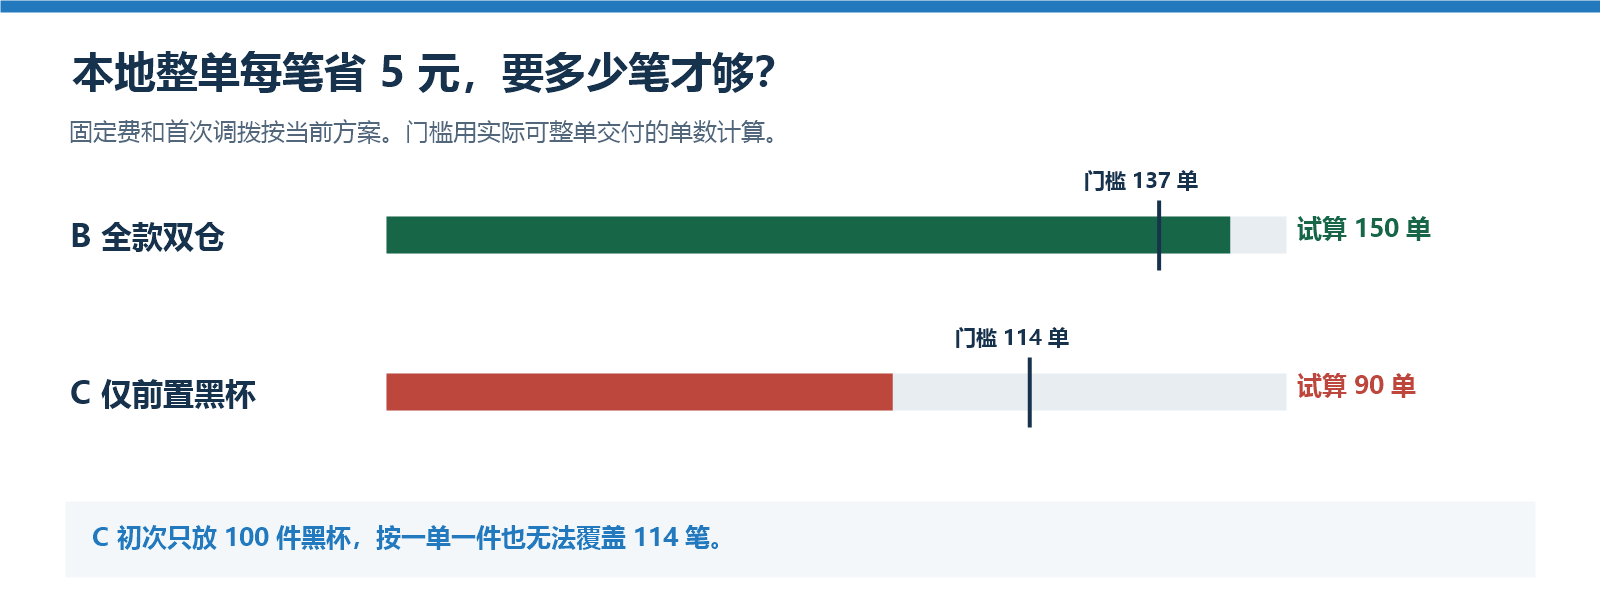 本地整单每笔省 5 元，要多少笔才够？
固定费和首次调拨按当前方案。门槛用实际可整单交付的单数计算。
门槛 137 单
B 全款双仓
试算 150 单
门槛 114 单
C 仅前置黑杯
试算 90 单
C 初次只放 100 件黑杯，按一单一件也无法覆盖 114 笔。